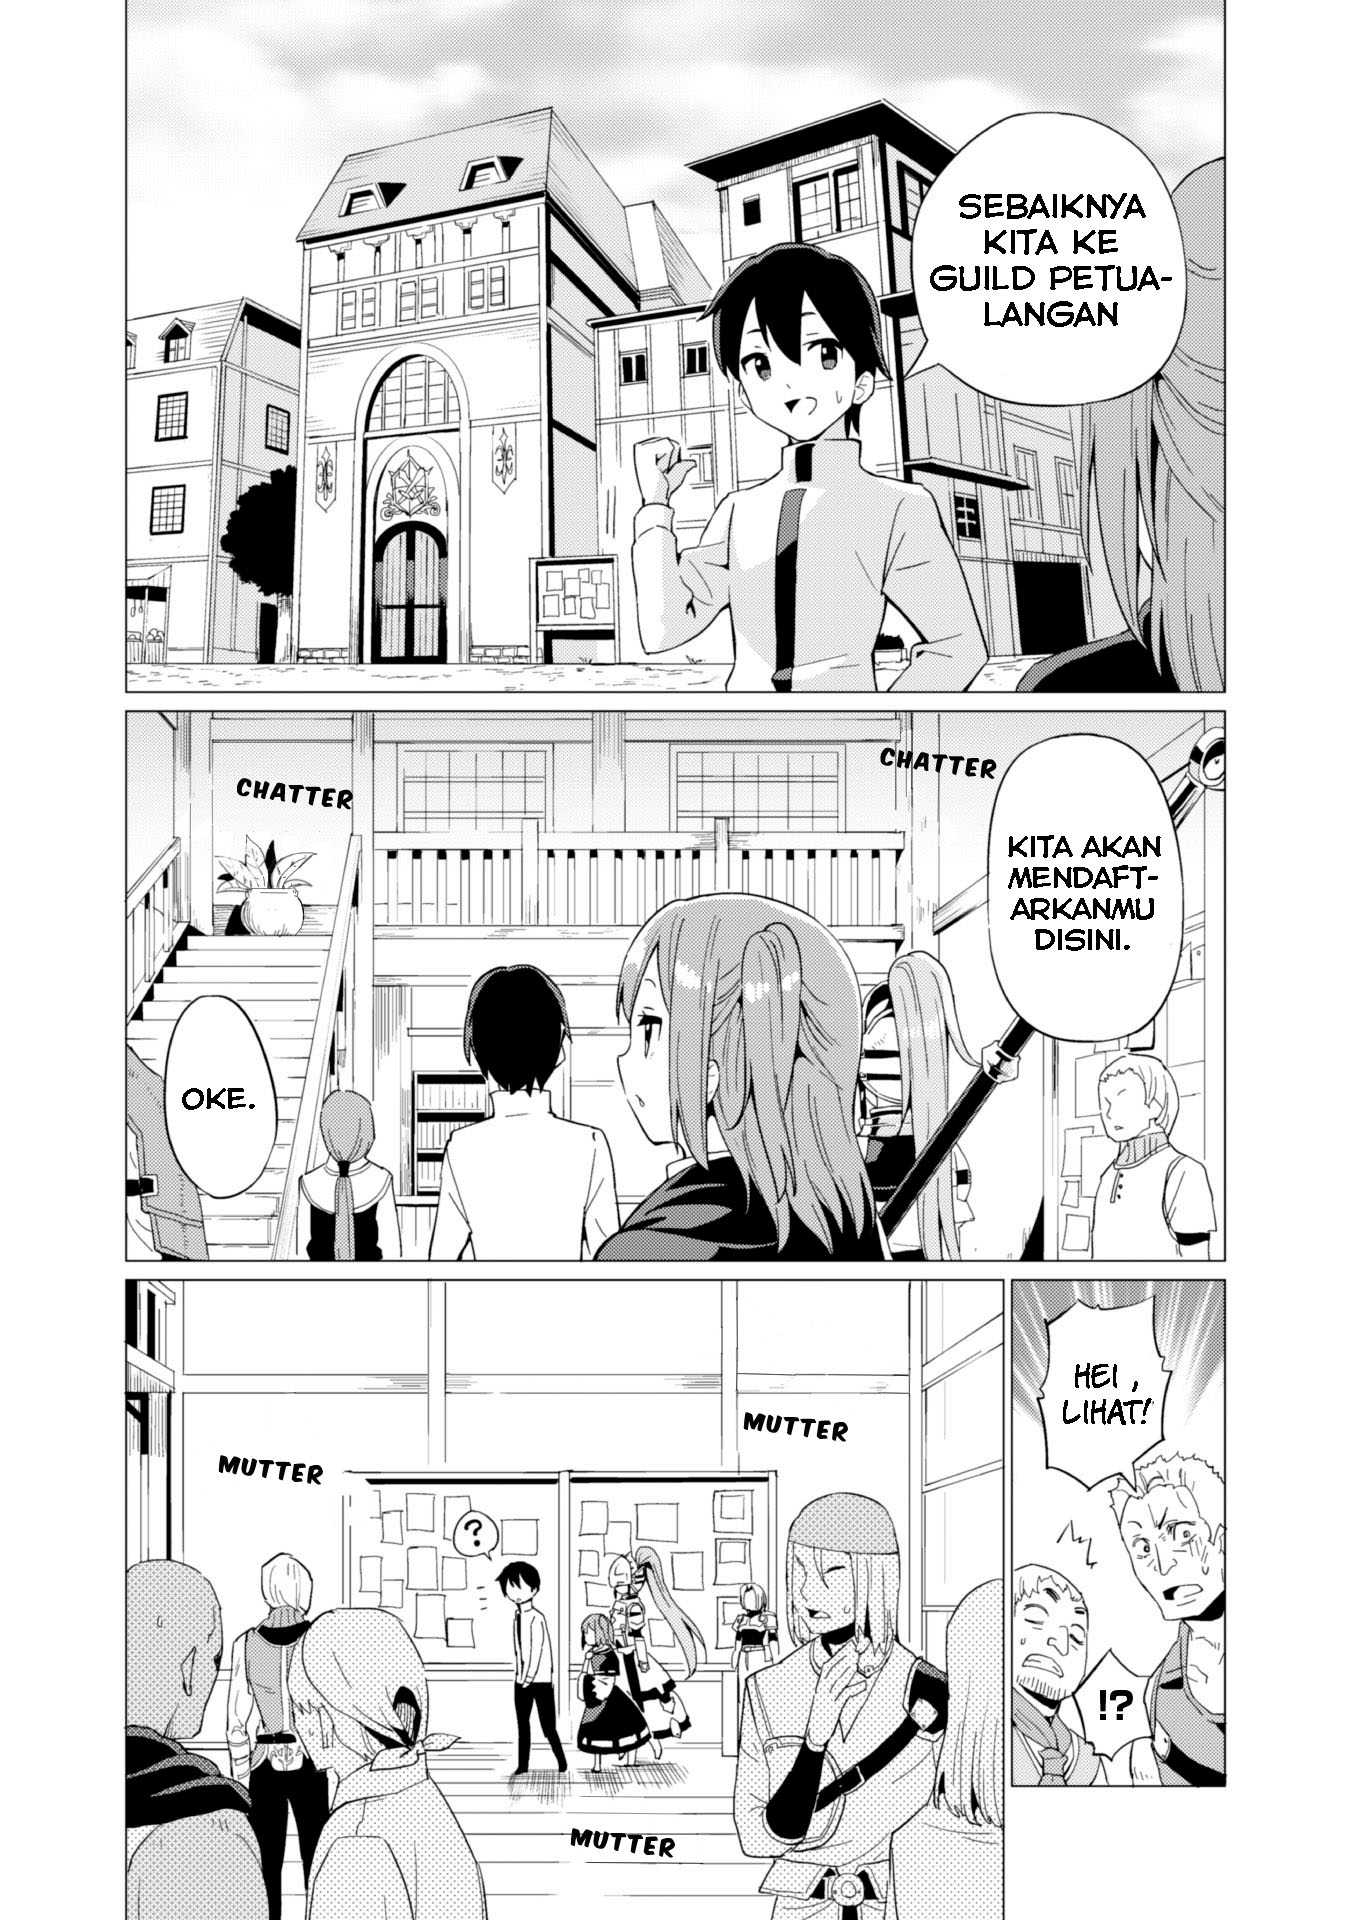 SEBAIKNYA
KITA KE
GUILD PETUA-
LANGAN
CHATTER
CHATTER
KITA AKAN
MENDAFT-
ARKANMU
DISINI.
OKE.
HEI,
LIHAT!
!?
MUTTER
MUTTER
?
MUTTER